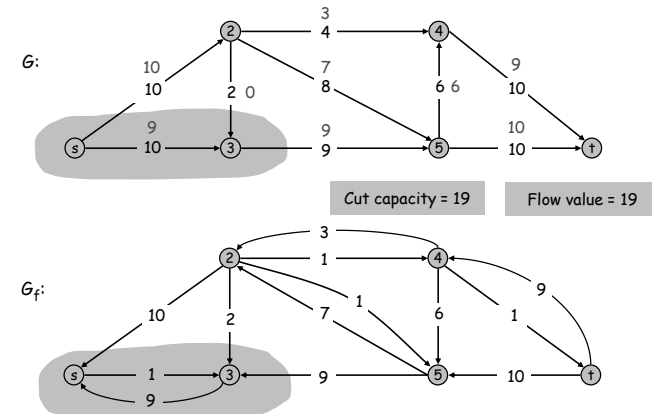 3
2 4 4
G:
10 7 9
10 8 2 0 6 6 10
9 9 10
s 10 3 9 5 10 t
Cut capacity = 19 Flow value = 19
3
2 1 4
Gf:
1 9
10 2 7 6 1
s 1 3 9 5 10 t
9